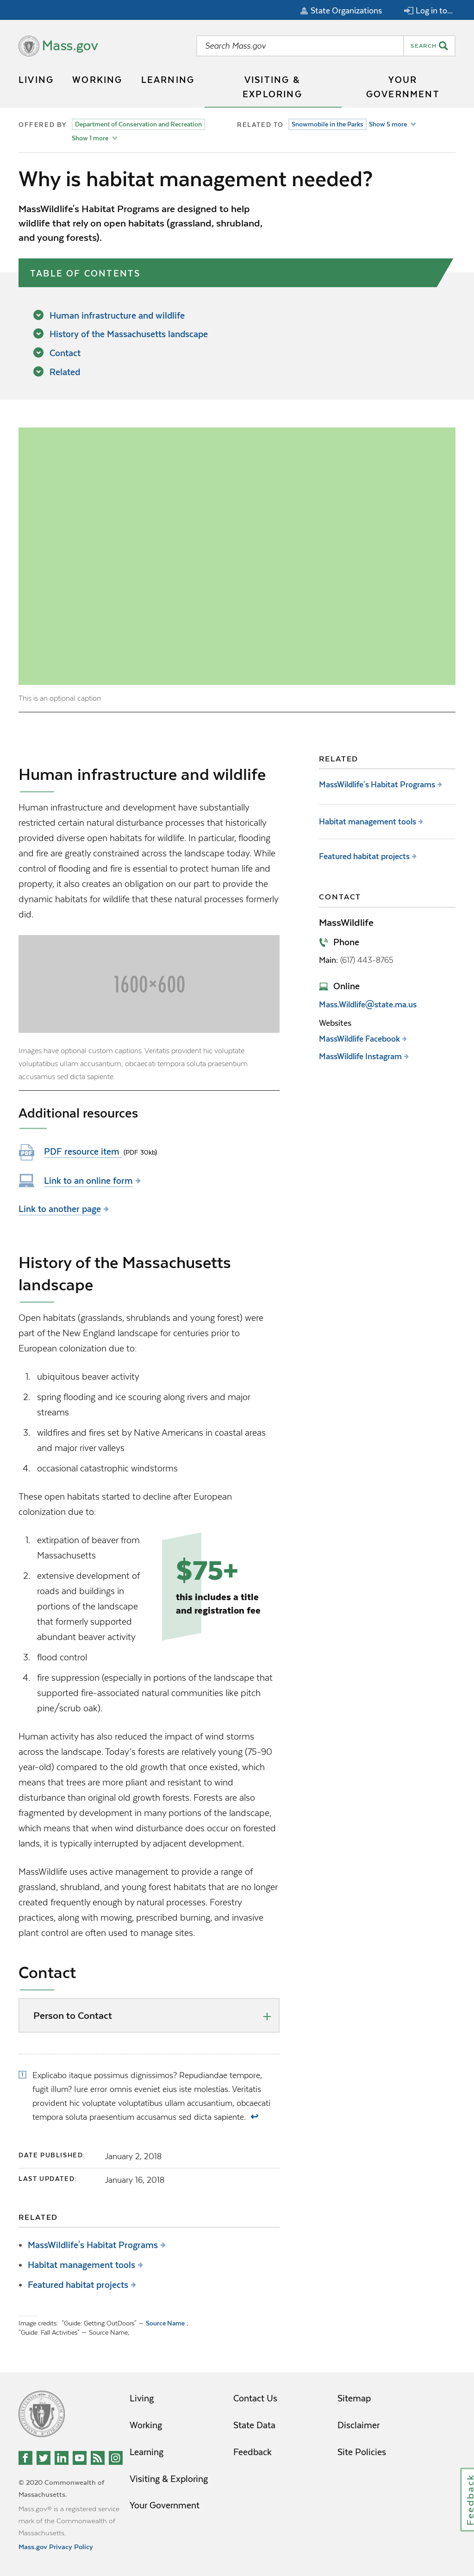 State Organizations
Log in to...
Mass.gov
Search Mass.gov
SEARCH
LIVING
WORKING
LEARNING
VISITING &
EXPLORING
YOUR
GOVERNMENT
OFFERED BY
Department of Conservation and Recreation
Show 1 more
RELATED TO
Snowmobile in the Parks
Show 5 more
Why is habitat management needed?
MassWildlife's Habitat Programs are designed to help
wildlife that rely on open habitats (grassland, shrubland,
and young forests).
TABLE OF CONTENTS
Human infrastructure and wildlife
History of the Massachusetts landscape
Contact
Related
This is an optional caption
Human infrastructure and wildlife
Human infrastructure and development have substantially
restricted certain natural disturbance processes that historically
provided diverse open habitats for wildlife. In particular, flooding
and fire are greatly constrained across the landscape today. While
control of flooding and fire is essential to protect human life and
property, it also creates an obligation on our part to provide the
dynamic habitats for wildlife that these natural processes formerly
did.
1600×600
Images have optional custom captions. Veritatis provident hic voluptate
voluptatibus ullam accusantium, obcaecati tempora soluta praesentium
accusamus sed dicta sapiente.
Additional resources
PDF
PDF resource item (PDF 30kb)
Link to an online form
Link to another page
RELATED
MassWildlife's Habitat Programs
Habitat management tools
Featured habitat projects
CONTACT
MassWildlife
Phone
Main: (617) 443-8765
Online
Mass.Wildlife@state.ma.us
Websites
MassWildlife Facebook
MassWildlife Instagram
History of the Massachusetts
landscape
Open habitats (grasslands, shrublands and young forest) were
part of the New England landscape for centuries prior to
European colonization due to:
1. ubiquitous beaver activity
2. spring flooding and ice scouring along rivers and major
streams
3. wildfires and fires set by Native Americans in coastal areas
and major river valleys
4. occasional catastrophic windstorms
These open habitats started to decline after European
colonization due to:
1. extirpation of beaver from
Massachusetts
2. extensive development of
roads and buildings in
portions of the landscape
that formerly supported
abundant beaver activity
$75+
this includes a title
and registration fee
3. flood control
4. fire suppression (especially in portions of the landscape that
supported fire-associated natural communities like pitch
pine/scrub oak).
Human activity has also reduced the impact of wind storms
across the landscape. Today's forests are relatively young (75-90
year-old) compared to the old growth that once existed, which
means that trees are more pliant and resistant to wind
disturbance than original old growth forests. Forests are also
fragmented by development in many portions of the landscape,
which means that when wind disturbance does occur on forested
lands, it is typically interrupted by adjacent development.
MassWildlife uses active management to provide a range of
grassland, shrubland, and young forest habitats that are no longer
created frequently enough by natural processes. Forestry
practices, along with mowing, prescribed burning, and invasive
plant control are often used to manage sites.
Contact
Person to Contact
1 Explicabo itaque possimus dignissimos? Repudiandae tempore,
fugit illum? Iure error omnis eveniet eius iste molestias. Veritatis
provident hic voluptate voluptatibus ullam accusantium, obcaecati
tempora soluta praesentium accusamus sed dicta sapiente.
DATE PUBLISHED: January 2, 2018
LAST UPDATED: January 16, 2018
RELATED
MassWildlife's Habitat Programs
Habitat management tools
Featured habitat projects
Image credits: "Guide: Getting OutDoors" — Source Name ;
"Guide: Fall Activities" — Source Name;
Living
Working
Learning
Visiting & Exploring
Your Government
Contact Us
State Data
Feedback
Sitemap
Disclaimer
Site Policies
© 2020 Commonwealth of
Massachusetts.
Mass.gov® is a registered service
mark of the Commonwealth of
Massachusetts.
Mass.gov Privacy Policy
Feedback